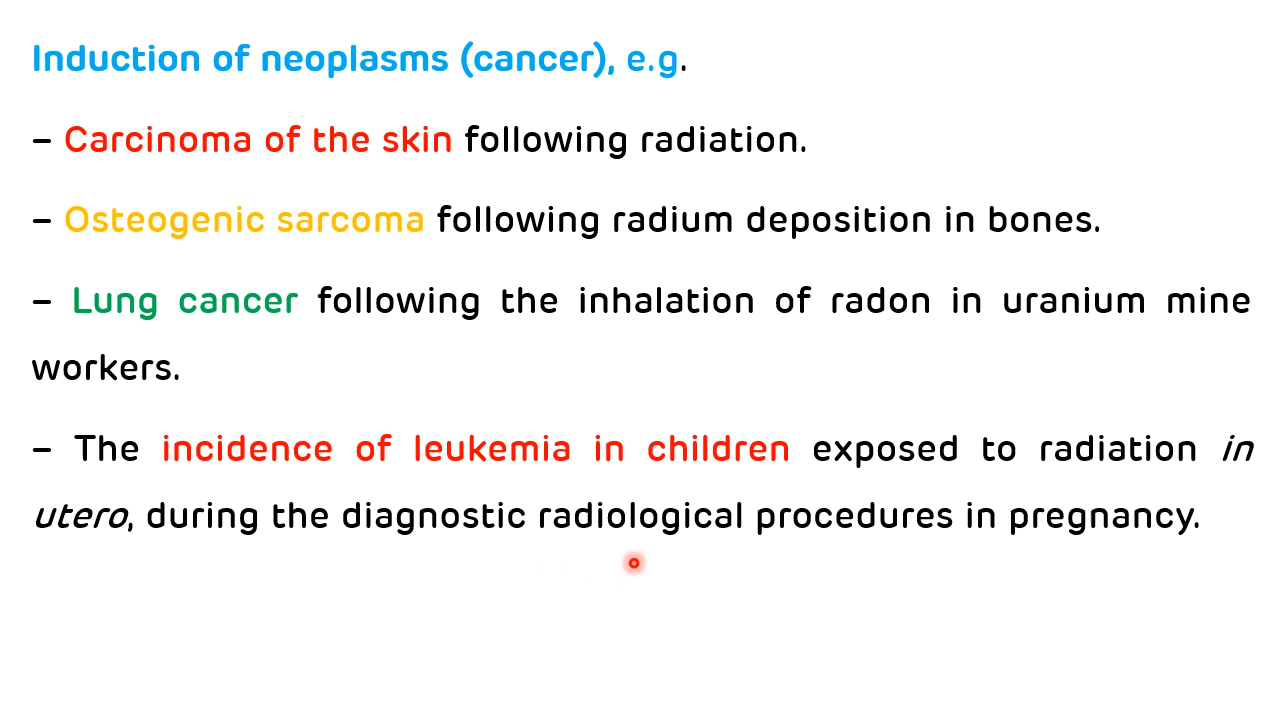 Induction of neoplasms (cancer), e.g.
– Carcinoma of the skin following radiation.
– Osteogenic sarcoma following radium deposition in bones.
– Lung cancer following the inhalation of radon in uranium mine
workers.
– The incidence of leukemia in children exposed to radiation in
utero, during the diagnostic radiological procedures in pregnancy.